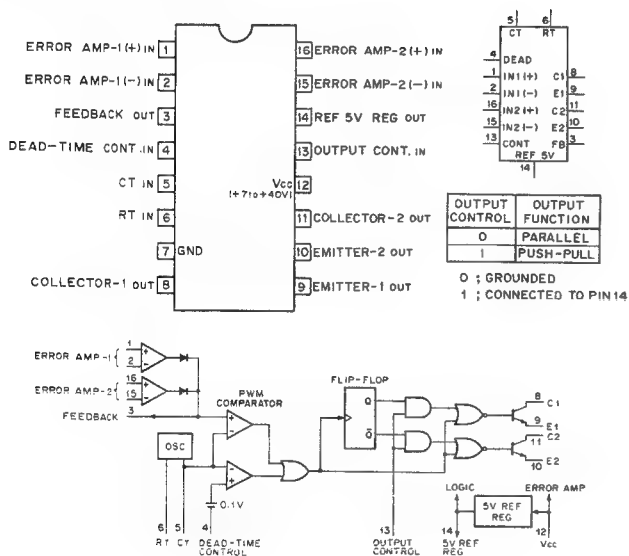 ERROR AMP-1(+) IN 1
ERROR AMP-1(-) IN 2
FEEDBACK OUT 3
DEAD-TIME CONT. IN 4
CT IN 5
RT IN 6
7 GND
COLLECTOR-1 OUT 8
16 ERROR AMP-2(+) IN
15 ERROR AMP-2(-) IN
14 REF 5V REG OUT
13 OUTPUT CONT. IN
Vcc 12
(+7 to +40V)
11 COLLECTOR-2 OUT
10 EMITTER-2 OUT
9 EMITTER-1 OUT
5 6
CT RT
4 DEAD
1 IN1 (+) C1 8
2 IN1 (-) E1 9
16 IN2 (+) C2 11
15 IN2 (-) E2 10
13 CONT FB 3
REF 5V
14
OUTPUT CONTROL OUTPUT FUNCTION
0 PARALLEL
1 PUSH-PULL
0 ; GROUNDED
1 ; CONNECTED TO PIN 14
ERROR AMP-1 { 1 + 2 -
ERROR AMP-2 { 16 + 15 -
FEEDBACK 3
PWM
COMPARATOR
+ -
- +
OSC
0.1V
6 5 4
RT CT DEAD-TIME
CONTROL
FLIP-FLOP
Q
Q̅
8 C1
9 E1
11 C2
10 E2
13
OUTPUT
CONTROL
LOGIC
ERROR AMP
5V REF
REG
14
5V REF
REG
12
Vcc